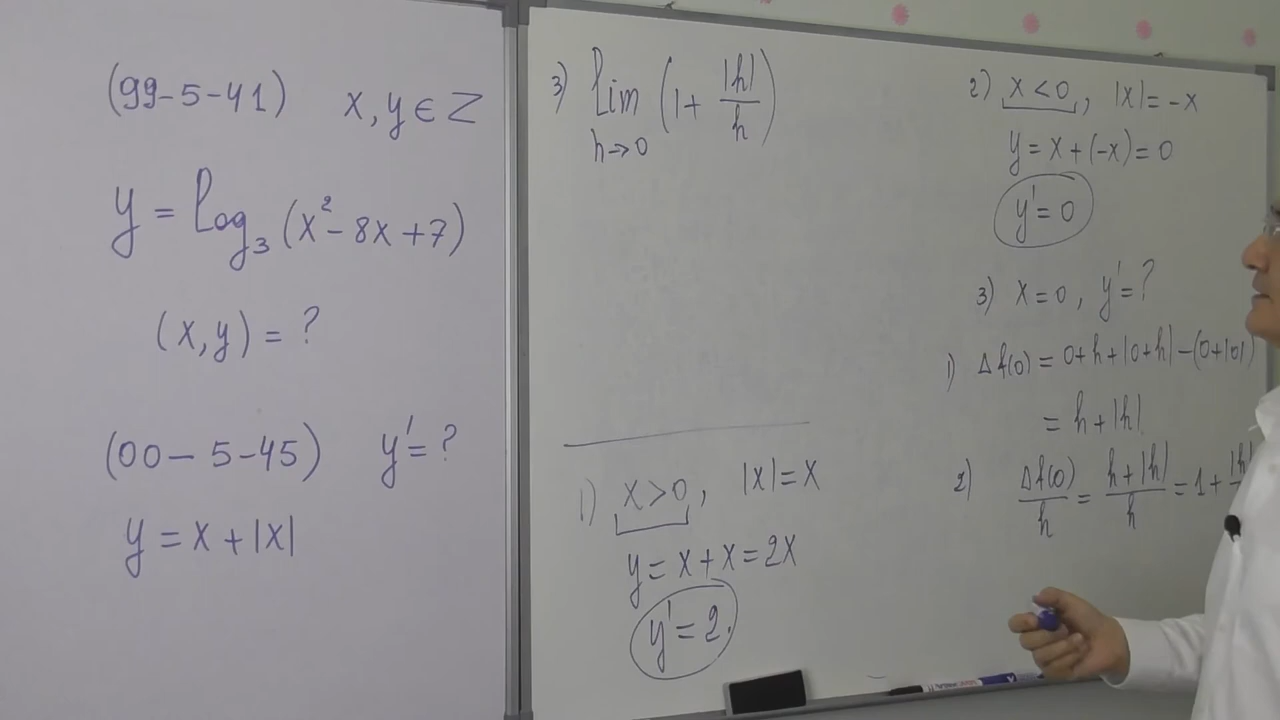 (99-5-41) x, y ∈ Z
y = log₃(x²-8x+7)
(x, y) = ?
(00-5-45) y' = ?
y = x + |x|
3) lim (1 + |h|/h)
h→0
1) x > 0, |x| = x
y = x + x = 2x
y' = 2.
2) x < 0, |x| = -x
y = x + (-x) = 0
y' = 0
3) x = 0, y' = ?
1) Δf(0) = 0+h+|0+h|-(0+|0|)
= h+|h|
2) Δf(0)/h = h+|h|/h = 1 + |h|